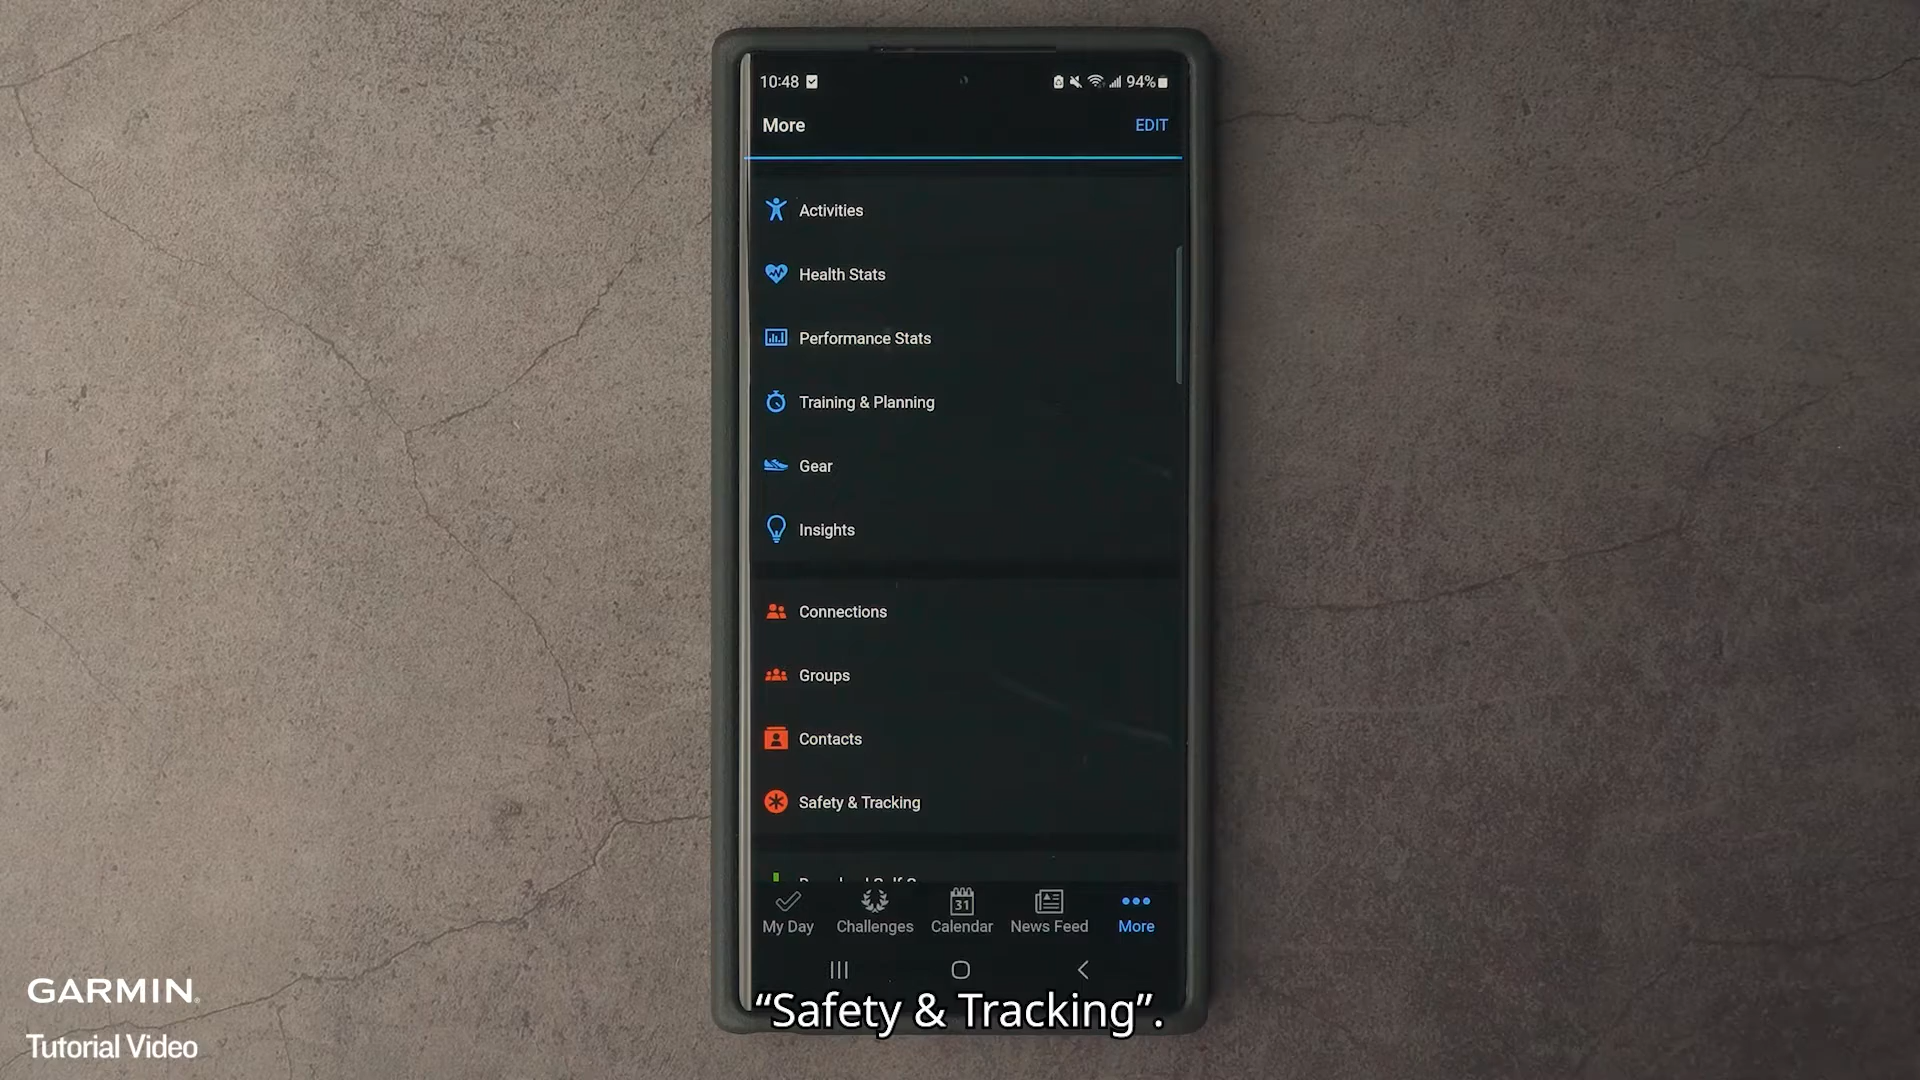 10:48
94%
More
EDIT
Activities
Health Stats
Performance Stats
Training & Planning
Gear
Insights
Connections
Groups
Contacts
Safety & Tracking
31
My Day
Challenges
Calendar
News Feed
More
“Safety & Tracking”.
GARMIN
Tutorial Video